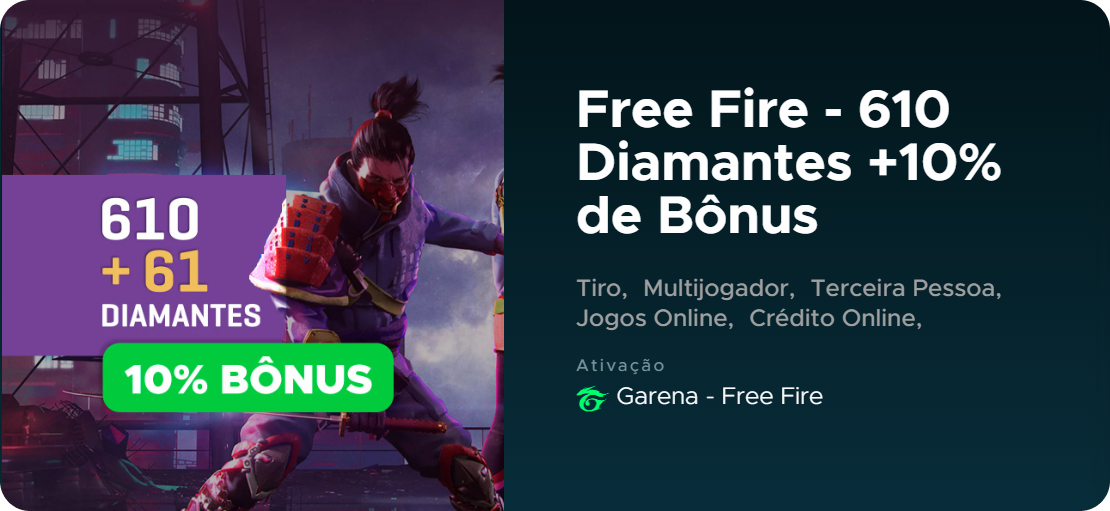 610
+ 61
DIAMANTES
10% BÔNUS
Free Fire - 610
Diamantes +10%
de Bônus
Tiro, Multijogador, Terceira Pessoa,
Jogos Online, Crédito Online,
Ativação
Garena - Free Fire